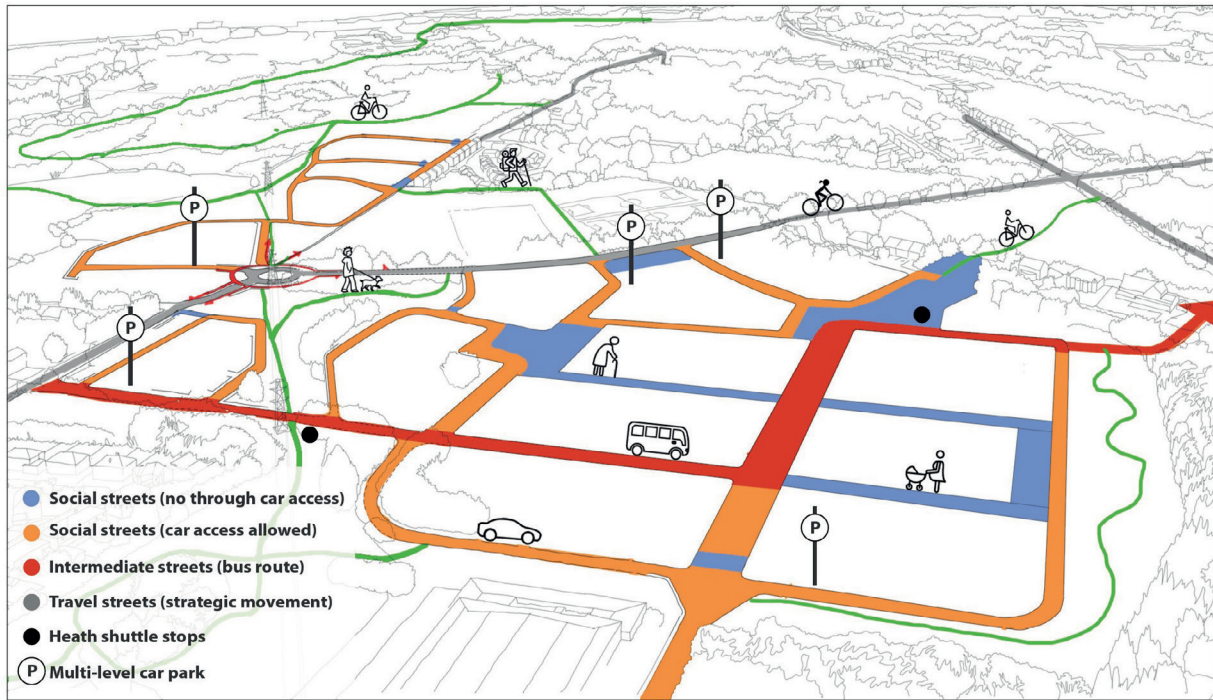 P
P
P
P
P
Social streets (no through car access)
Social streets (car access allowed)
Intermediate streets (bus route)
Travel streets (strategic movement)
Heath shuttle stops
P Multi-level car park